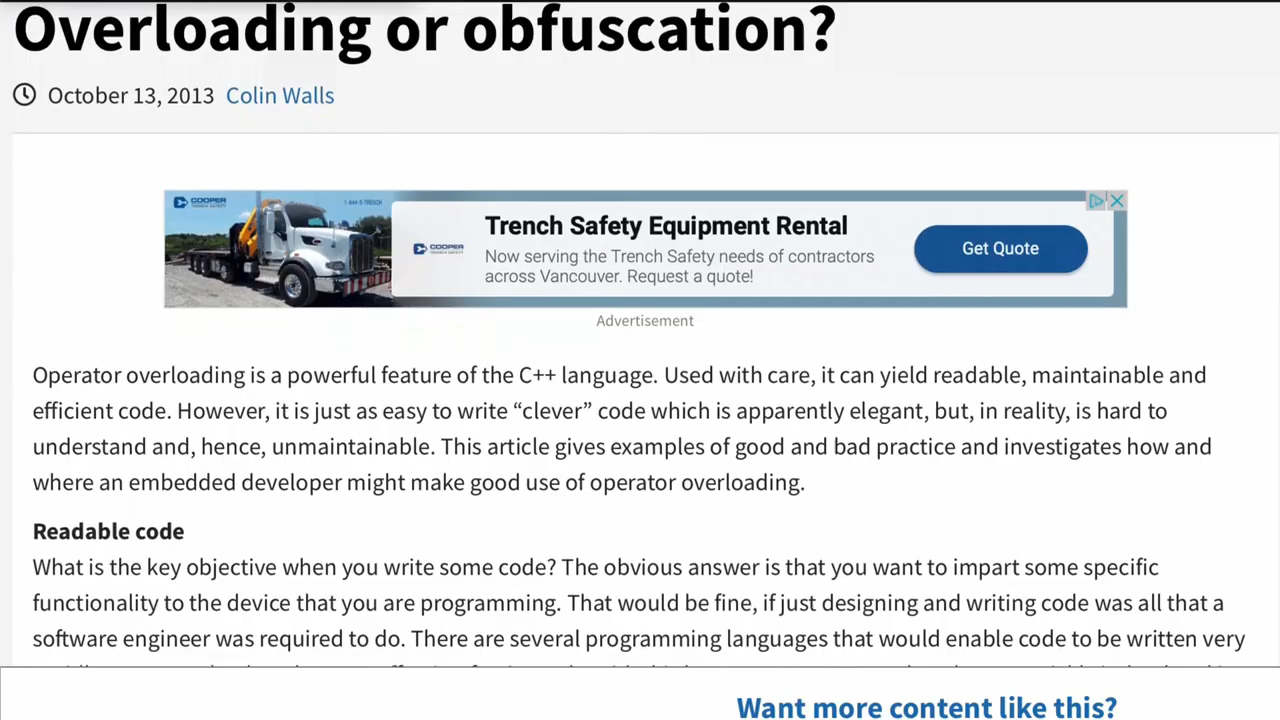 Overloading or obfuscation?
October 13, 2013 Colin Walls
COOPER
Trench Safety Equipment Rental
COOPER
Now serving the Trench Safety needs of contractors
across Vancouver. Request a quote!
Get Quote
Advertisement
Operator overloading is a powerful feature of the C++ language. Used with care, it can yield readable, maintainable and
efficient code. However, it is just as easy to write “clever” code which is apparently elegant, but, in reality, is hard to
understand and, hence, unmaintainable. This article gives examples of good and bad practice and investigates how and
where an embedded developer might make good use of operator overloading.
Readable code
What is the key objective when you write some code? The obvious answer is that you want to impart some specific
functionality to the device that you are programming. That would be fine, if just designing and writing code was all that a
software engineer was required to do. There are several programming languages that would enable code to be written very
Want more content like this?